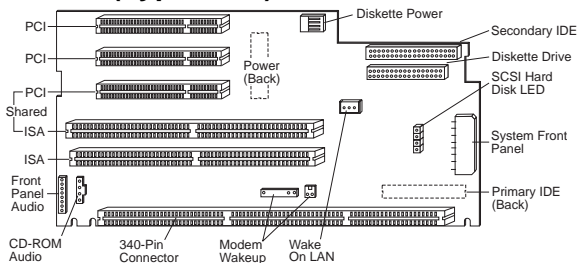 Diskette Power
PCI
Secondary IDE
PCI
Power
(Back)
Diskette Drive
PCI
SCSI Hard
Disk LED
Shared
ISA
System Front
Panel
ISA
Front
Panel
Audio
Primary IDE
(Back)
CD-ROM
Audio
340-Pin
Connector
Modem
Wakeup
Wake
On LAN